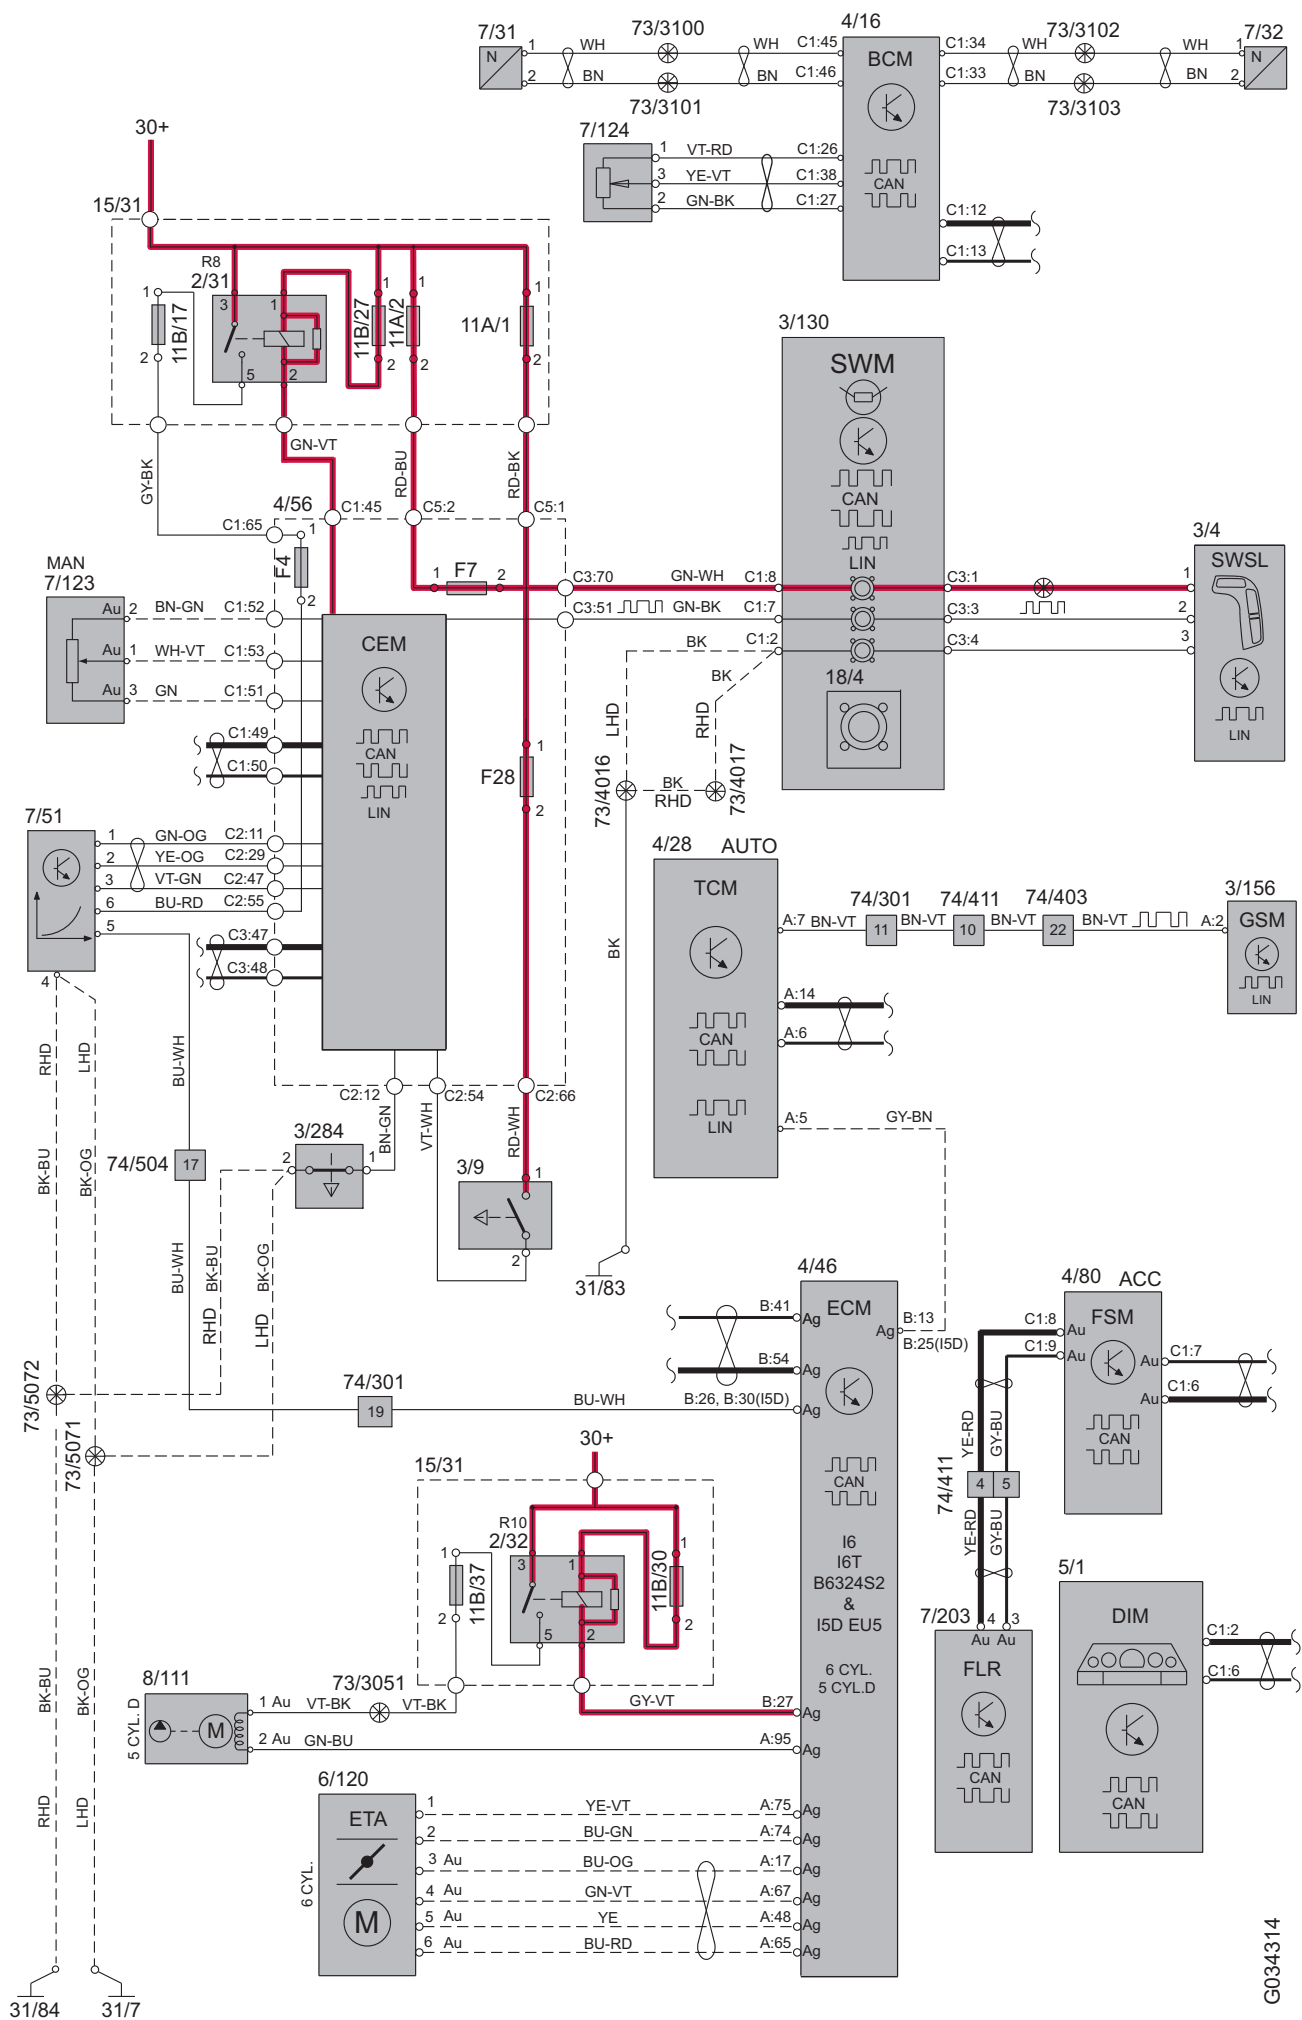 7/31
73/3100
4/16
73/3102
7/32
N
1 WH WH C1:45
BCM
C1:34 WH WH 1
N
2 BN BN C1:46
C1:33 BN BN 2
73/3101
73/3103
7/124
1 VT-RD C1:26
3 YE-VT C1:38
2 GN-BK C1:27
CAN
C1:12
C1:13
30+
15/31
R8
2/31
1
3
1
1
1
1
11B/17
11B/27
11A/2
11A/1
2
5
2
2
2
2
GN-VT
GY-BK
RD-BU
RD-BK
3/130
SWM
CAN
LIN
4/56
C1:45
C5:2
C5:1
C1:65
1
F4
2
1 F7 2
C3:70 GN-WH C1:8
C3:1
C3:51 GN-BK C1:7
C3:3
BK C1:2
C3:4
3/4
SWSL
1
2
3
LIN
MAN
7/123
Au 2 BN-GN C1:52
Au 1 WH-VT C1:53
Au 3 GN C1:51
CEM
CAN
LIN
C1:49
C1:50
BK
LHD
RHD
18/4
73/4016
BK
RHD
73/4017
1
F28
2
7/51
1 GN-OG C2:11
2 YE-OG C2:29
3 VT-GN C2:47
6 BU-RD C2:55
5
4
C3:47
C3:48
4/28 AUTO
TCM
A:7 BN-VT
74/301
11
BN-VT
74/411
10
BN-VT
74/403
22
BN-VT A:2
3/156
GSM
LIN
BK
A:14
A:6
CAN
LIN
A:5
GY-BN
RHD
LHD
BU-WH
C2:12
C2:54
C2:66
BN-GN
VT-WH
RD-WH
3/284
2
1
74/504
17
BK-BU
BK-OG
3/9
1
2
BU-WH
BK-BU
BK-OG
RHD
LHD
31/83
4/46
ECM
B:41 Ag
B:54 Ag
Ag B:13
B:25(I5D)
4/80 ACC
FSM
C1:8
Au
C1:9
Au
Au C1:7
Au C1:6
CAN
73/5072
73/5071
74/301
19
BU-WH B:26, B:30(I5D) Ag
CAN
I6
I6T
B6324S2
&
I5D EU5
6 CYL.
5 CYL.D
YE-RD
GY-BU
74/411
4 5
YE-RD
GY-BU
30+
15/31
R10
2/32
1
3
1
1
11B/37
11B/30
2
5
2
2
7/203
4 3
Au Au
FLR
CAN
5/1
DIM
CAN
C1:2
C1:6
BK-BU
BK-OG
8/111
5 CYL. D
M
73/3051
1 Au VT-BK VT-BK
2 Au GN-BU A:95 Ag
GY-VT B:27 Ag
6/120
ETA
6 CYL.
M
1 YE-VT A:75 Ag
2 BU-GN A:74 Ag
3 Au BU-OG A:17 Ag
4 Au GN-VT A:67 Ag
5 Au YE A:48 Ag
6 Au BU-RD A:65 Ag
RHD
LHD
31/84
31/7
G034314